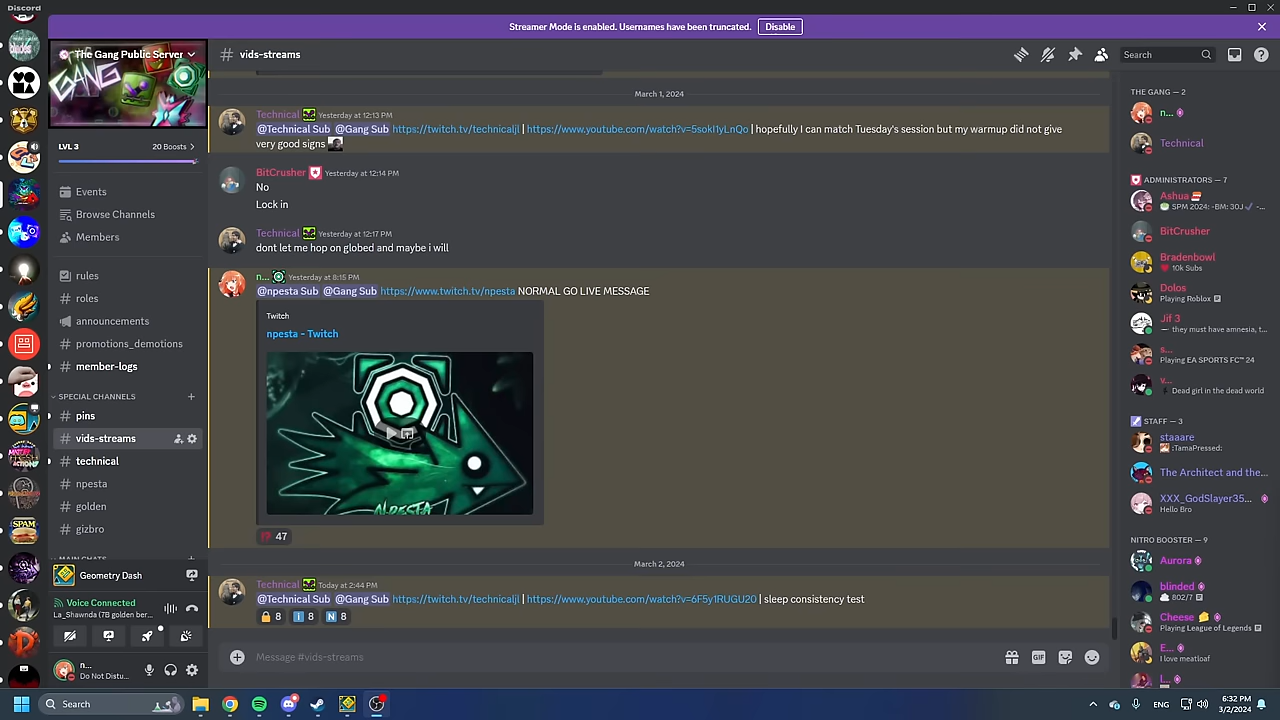 Discord
Streamer Mode is enabled. Usernames have been truncated.
Disable
The Gang Public Server
GANG
LVL 3
20 Boosts
Events
Browse Channels
Members
rules
roles
announcements
promotions_demotions
member-logs
SPECIAL CHANNELS
pins
vids-streams
technical
npesta
golden
gizbro
MAIN CHATS
Geometry Dash
Voice Connected
La_Shawnda (7B golden ber...
n...
Do Not Distu...
# vids-streams
March 1, 2024
Technical Yesterday at 12:13 PM
@Technical Sub @Gang Sub https://twitch.tv/technicaljl | https://www.youtube.com/watch?v=5sokI1yLnQo | hopefully I can match Tuesday's session but my warmup did not give
very good signs
BitCrusher Yesterday at 12:14 PM
No
Lock in
Technical Yesterday at 12:17 PM
dont let me hop on globed and maybe i will
n... Yesterday at 8:15 PM
@npesta Sub @Gang Sub https://www.twitch.tv/npesta NORMAL GO LIVE MESSAGE
Twitch
npesta - Twitch
NPESTA
47
March 2, 2024
Technical Today at 2:44 PM
@Technical Sub @Gang Sub https://twitch.tv/technicaljl | https://www.youtube.com/watch?v=6F5y1RUGU20 | sleep consistency test
8
I 8
N 8
Message #vids-streams
GIF
Search
THE GANG — 2
n...
Technical
ADMINISTRATORS — 7
Ashua
SPM 2024: -BM: 30J -...
BitCrusher
Bradenbowl
10k Subs
Dolos
Playing Roblox
Jif 3
— they must have amnesia, t...
s...
Playing EA SPORTS FC™ 24
v...
Dead girl in the dead world
STAFF — 3
staaare
:TamaPressed:
The Architect and the...
XXX_GodSlayer35...
Hello Bro
NITRO BOOSTER — 9
Aurora
blinded
802/?
Cheese
Playing League of Legends
E...
I love meatloaf
L...
SPAM
Search
ENG
6:32 PM
3/2/2024